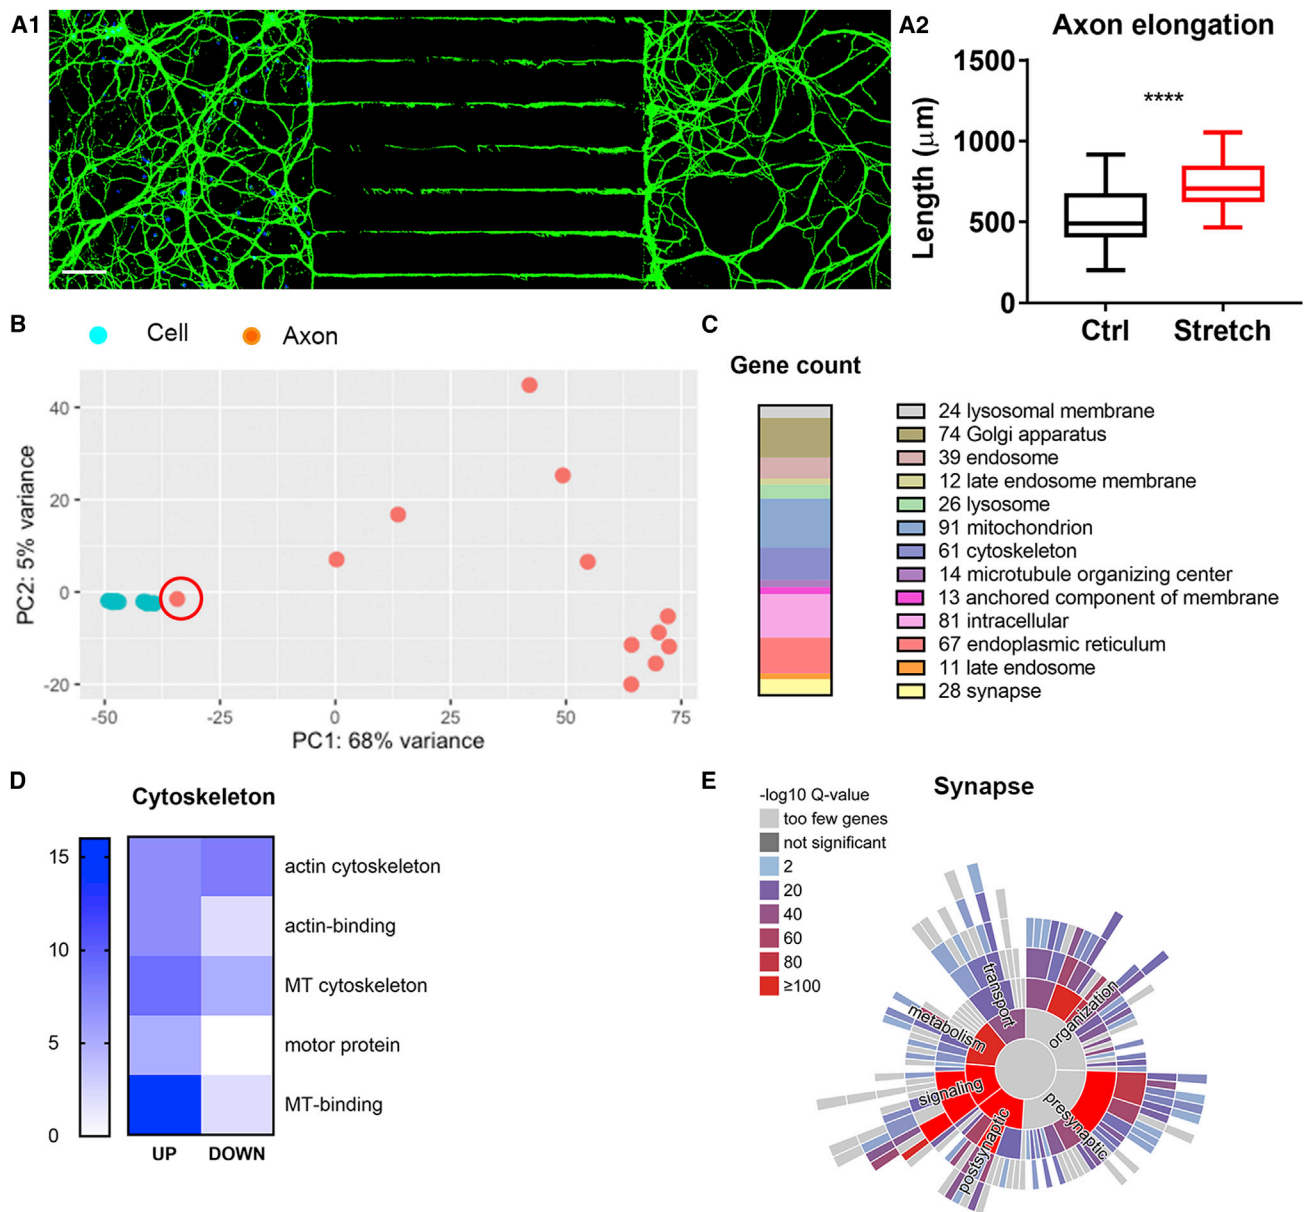 A1
A2
Axon elongation
1500
1000
500
0
Length (μm)
****
Ctrl
Stretch
B
Cell
Axon
40
20
0
-20
PC2: 5% variance
-50
-25
0
25
50
75
PC1: 68% variance
C
Gene count
24 lysosomal membrane
74 Golgi apparatus
39 endosome
12 late endosome membrane
26 lysosome
91 mitochondrion
61 cytoskeleton
14 microtubule organizing center
13 anchored component of membrane
81 intracellular
67 endoplasmic reticulum
11 late endosome
28 synapse
D
Cytoskeleton
15
10
5
0
actin cytoskeleton
actin-binding
MT cytoskeleton
motor protein
MT-binding
UP
DOWN
E
Synapse
-log10 Q-value
too few genes
not significant
2
20
40
60
80
≥100
transport
organization
metabolism
signaling
postsynaptic
presynaptic